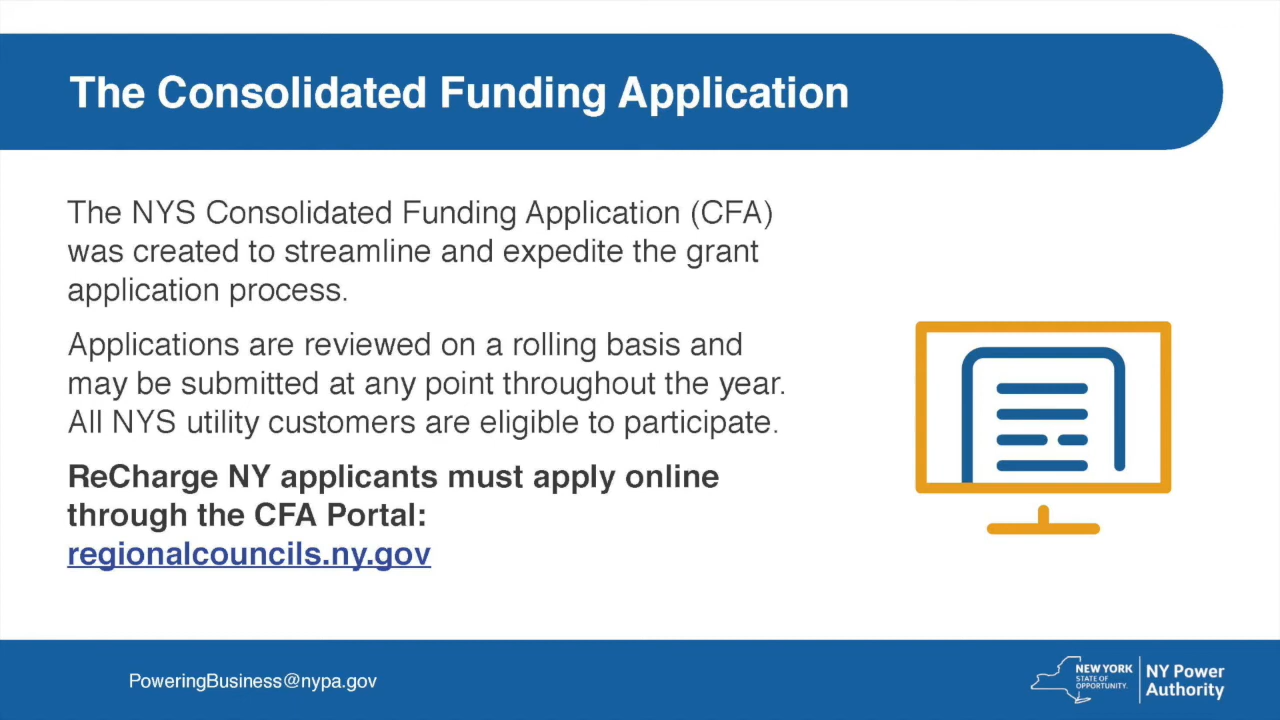 The Consolidated Funding Application
The NYS Consolidated Funding Application (CFA)
was created to streamline and expedite the grant
application process.
Applications are reviewed on a rolling basis and
may be submitted at any point throughout the year.
All NYS utility customers are eligible to participate.
ReCharge NY applicants must apply online
through the CFA Portal:
regionalcouncils.ny.gov
PoweringBusiness@nypa.gov
NEW YORK
STATE OF
OPPORTUNITY.
NY Power
Authority